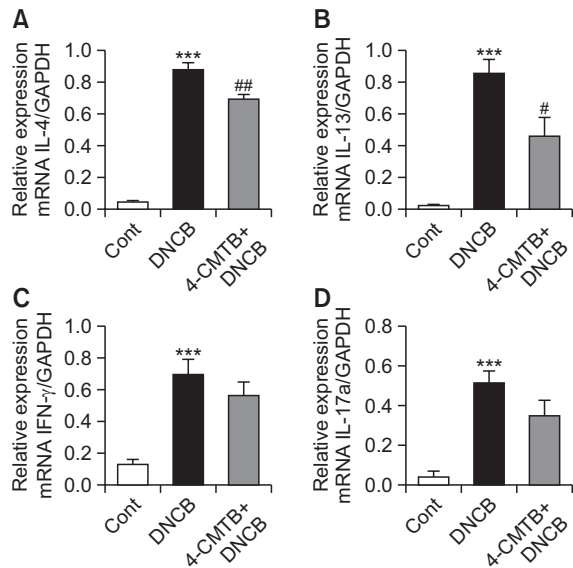 A
Relative expression
mRNA IL-4/GAPDH
1.0
0.8
0.6
0.4
0.2
0.0
***
##
Cont
DNCB
4-CMTB+
DNCB
B
Relative expression
mRNA IL-13/GAPDH
1.0
0.8
0.6
0.4
0.2
0.0
***
#
Cont
DNCB
4-CMTB+
DNCB
C
Relative expression
mRNA IFN-γ/GAPDH
1.0
0.8
0.6
0.4
0.2
0.0
***
Cont
DNCB
4-CMTB+
DNCB
D
Relative expression
mRNA IL-17a/GAPDH
0.8
0.6
0.4
0.2
0.0
***
Cont
DNCB
4-CMTB+
DNCB